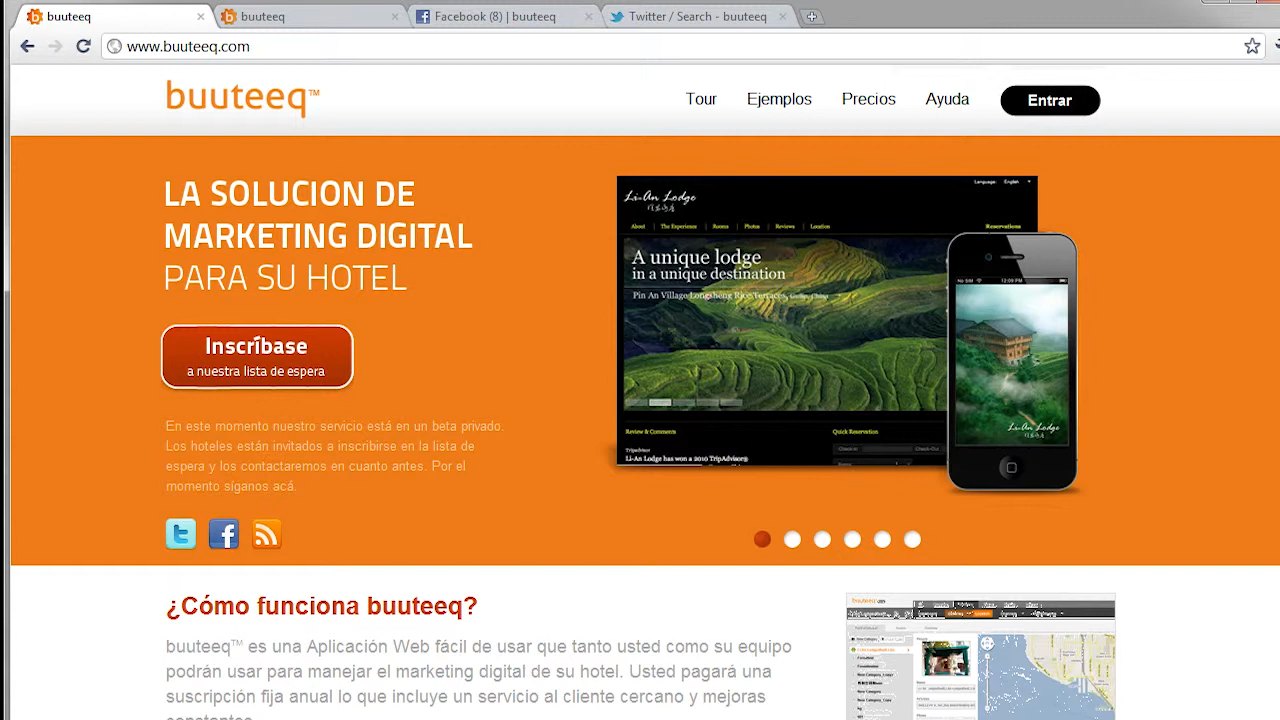 buuteeq
buuteeq
Facebook (8) | buuteeq
Twitter / Search - buuteeq
www.buuteeq.com
buuteeq™
Tour
Ejemplos
Precios
Ayuda
Entrar
LA SOLUCION DE
MARKETING DIGITAL
PARA SU HOTEL
Inscríbase
a nuestra lista de espera
En este momento nuestro servicio está en un beta privado.
Los hoteles están invitados a inscribirse en la lista de
espera y los contactaremos en cuanto antes. Por el
momento síganos acá.
Language: English
Li-An Lodge
About
The Experience
Rooms
Photos
Reviews
Location
Reservations
A unique lodge
in a unique destination
Pin An Village Longsheng Rice Terraces, Guilin, China
Review & Comments
Quick Reservation
Tripadvisor
Check-in
Check-Out
Li-An Lodge has won a 2010 TripAdvisor®
No SIM
12:09 PM
Li-An Lodge
¿Cómo funciona buuteeq?
buuteeq™ es una Aplicación Web fácil de usar que tanto usted como su equipo
podrán usar para manejar el marketing digital de su hotel. Usted pagará una
suscripción fija anual lo que incluye un servicio al cliente cercano y mejoras
constantes
buuteeq